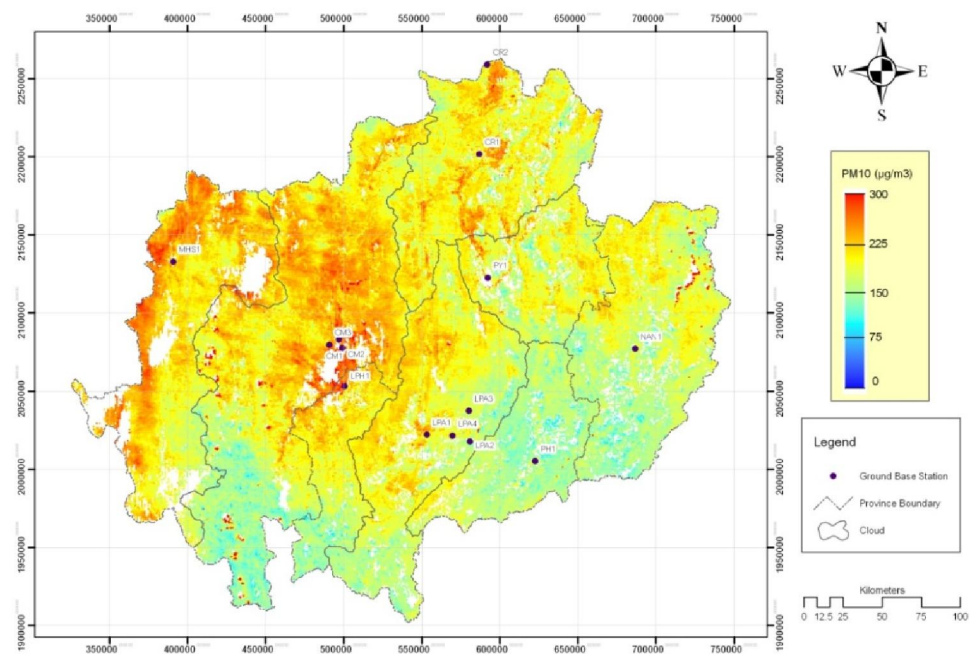 350000 400000 450000 500000 550000 600000 650000 700000 750000
2250000 2250000
2200000 2200000
2150000 2150000
2100000 2100000
2050000 2050000
2000000 2000000
1950000 1950000
1900000 1900000
CR2
CR1
MHS1
PY1
CM3
CM1
CM2
NAN1
LPH1
LPA3
LPA1
LPA4
LPA2
PH1
350000 400000 450000 500000 550000 600000 650000 700000 750000
N
W E
S
PM10 (µg/m3)
300
225
150
75
0
Legend
Ground Base Station
Province Boundary
Cloud
Kilometers
0 12.5 25 50 75 100